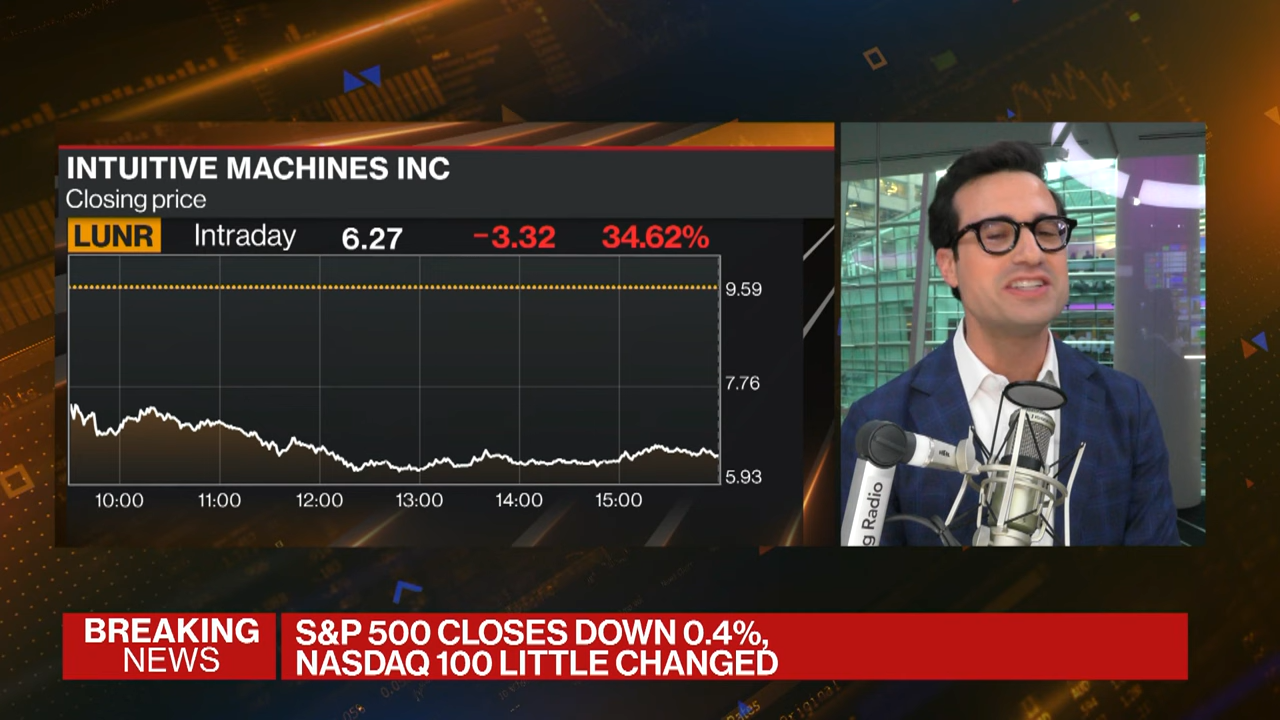 INTUITIVE MACHINES INC
Closing price
LUNR Intraday 6.27 −3.32 34.62%
9.59
7.76
5.93
10:00 11:00 12:00 13:00 14:00 15:00
g Radio
BREAKING
NEWS
S&P 500 CLOSES DOWN 0.4%,
NASDAQ 100 LITTLE CHANGED